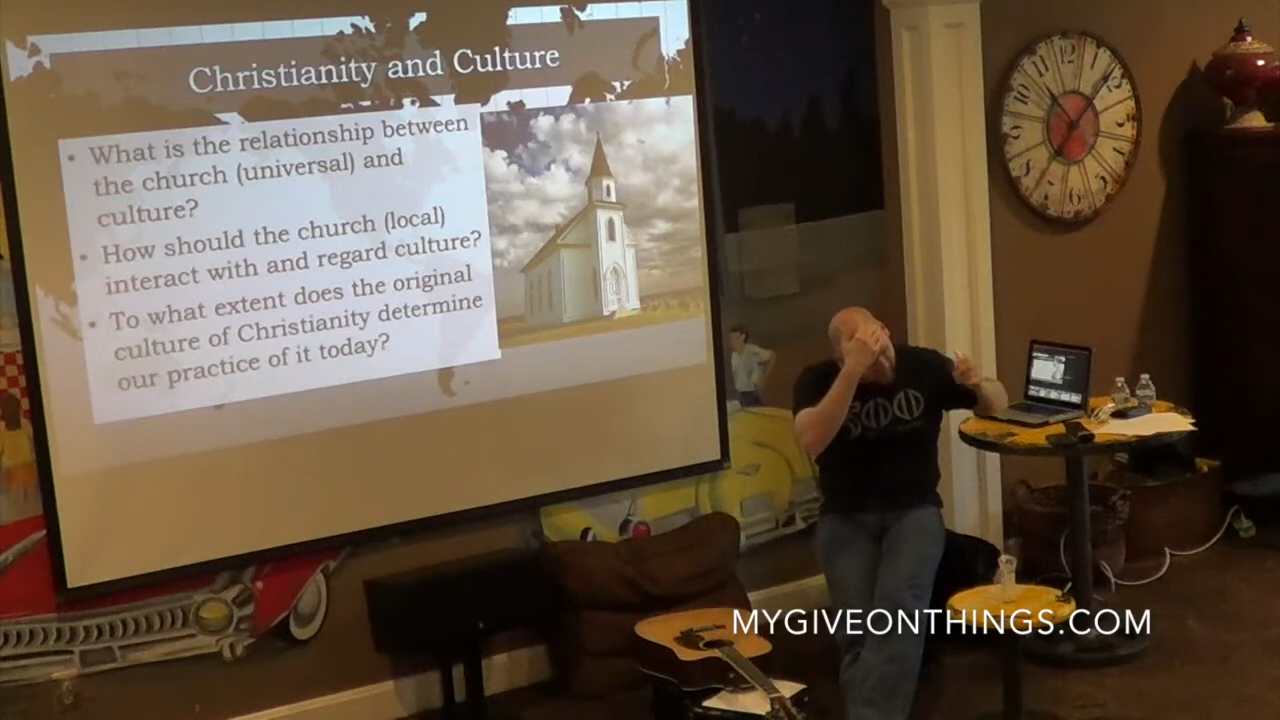 Christianity and Culture
• What is the relationship between
the church (universal) and
culture?
• How should the church (local)
interact with and regard culture?
• To what extent does the original
culture of Christianity determine
our practice of it today?
MYGIVEONTHINGS.COM